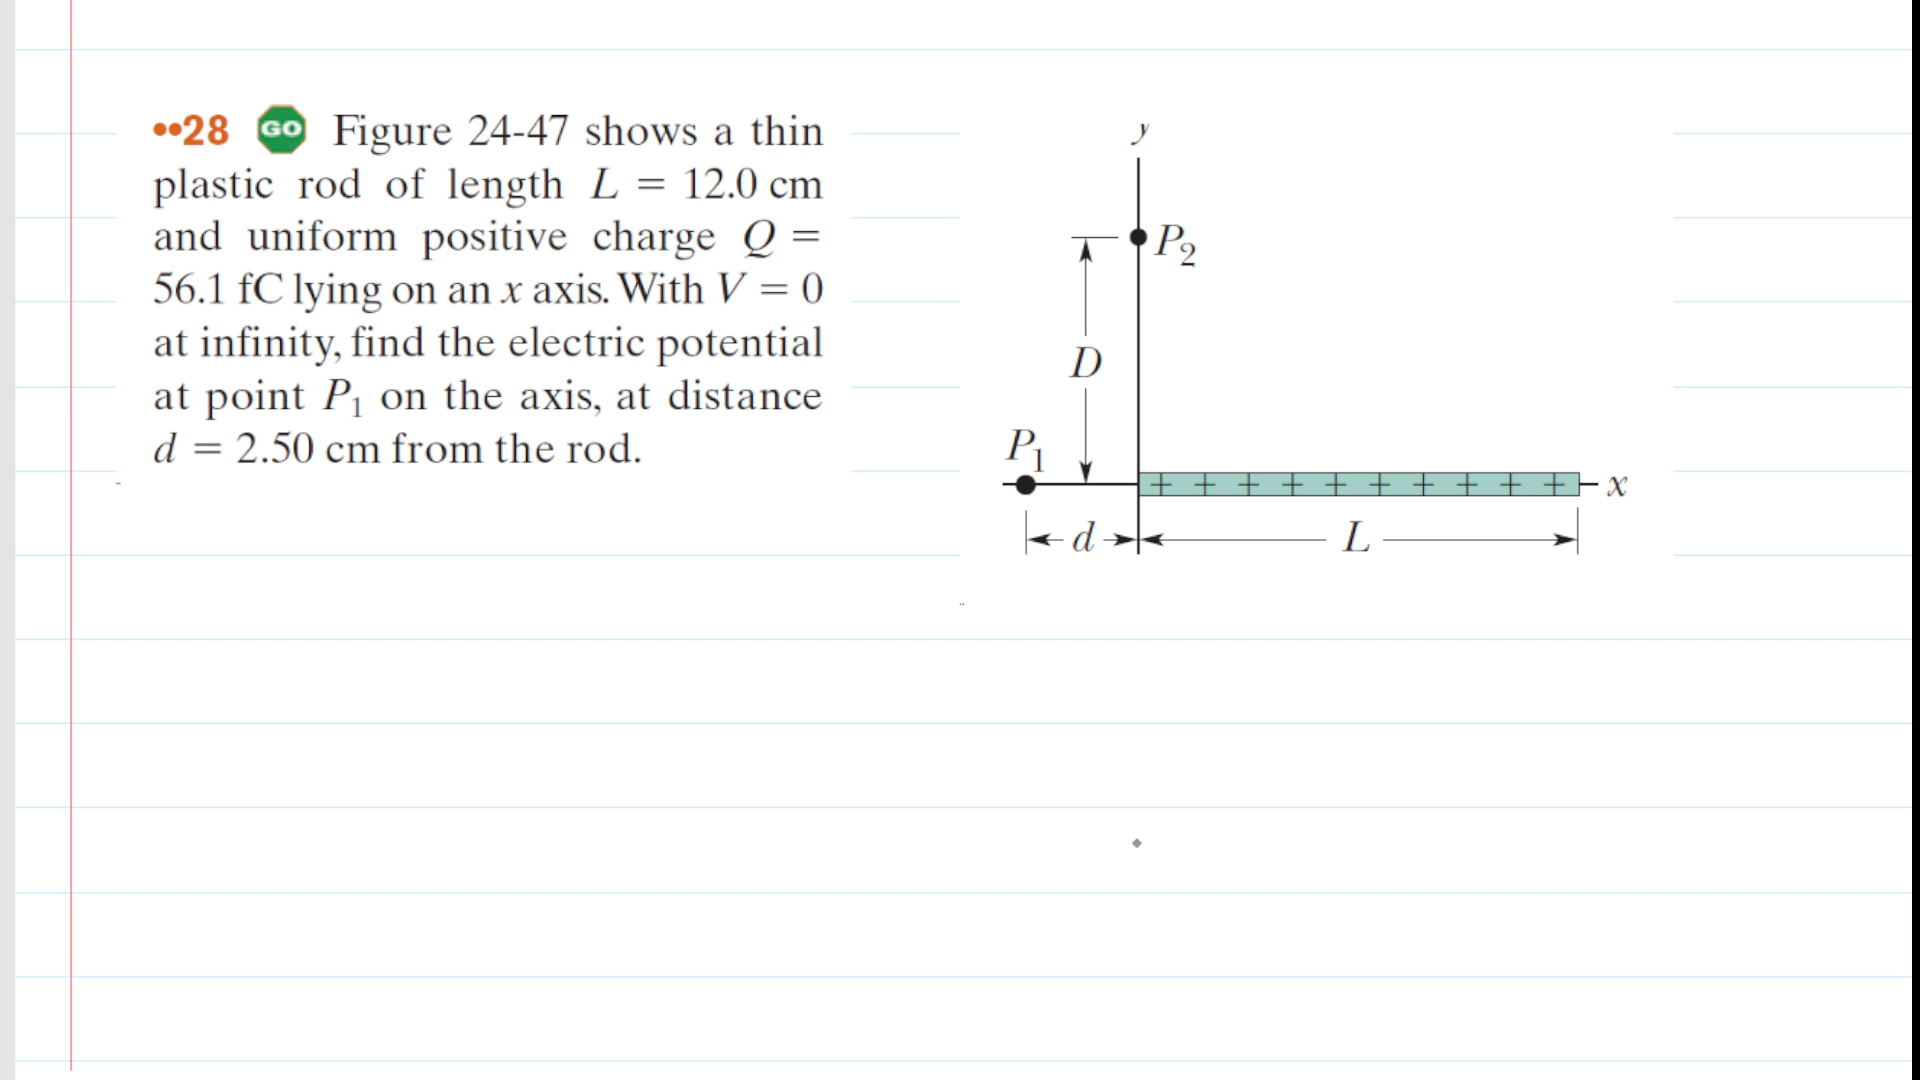 ••28 GO Figure 24-47 shows a thin
plastic rod of length L = 12.0 cm
and uniform positive charge Q =
56.1 fC lying on an x axis. With V = 0
at infinity, find the electric potential
at point P₁ on the axis, at distance
d = 2.50 cm from the rod.
y
P₂
D
P₁
+ + + + + + + + + + x
d L